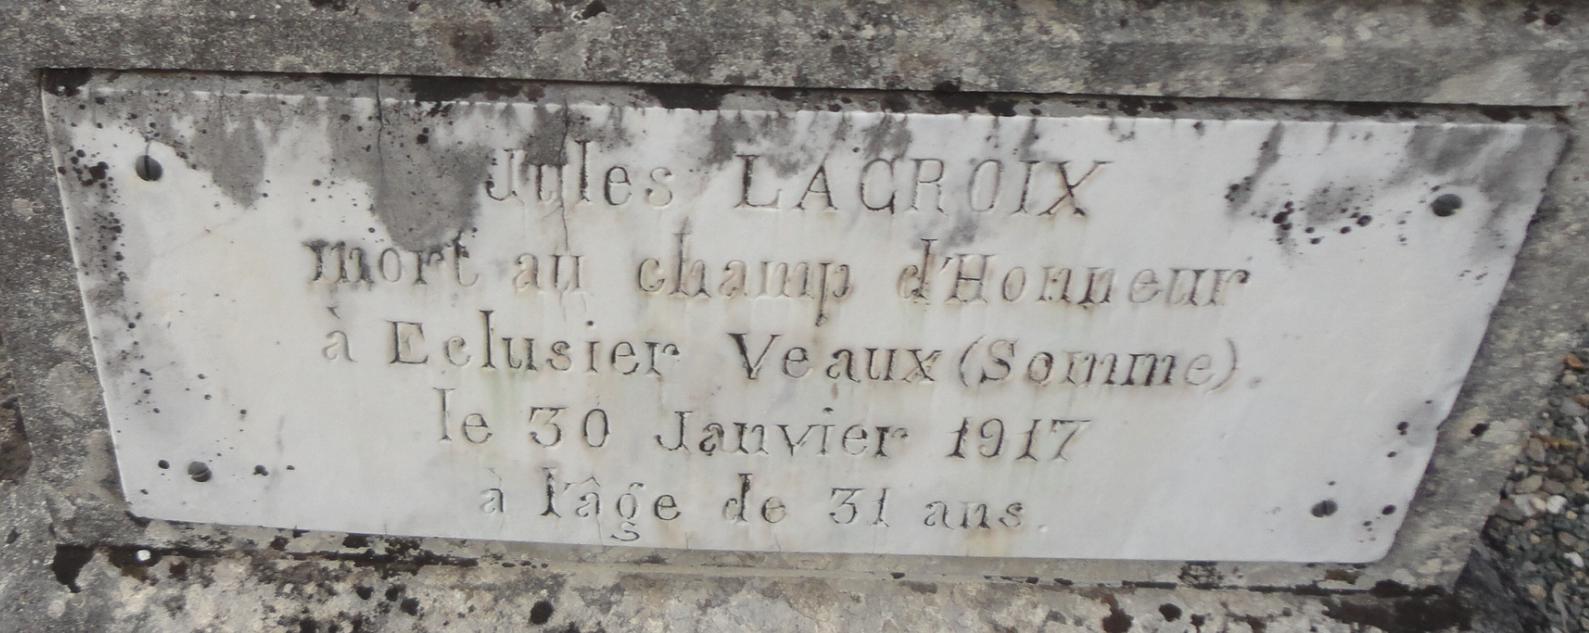 Jules LACROIX
mort au champ d'Honneur
à Eclusier Veaux (Somme).
le 30 Janvier 1917
à l'âge de 31 ans.